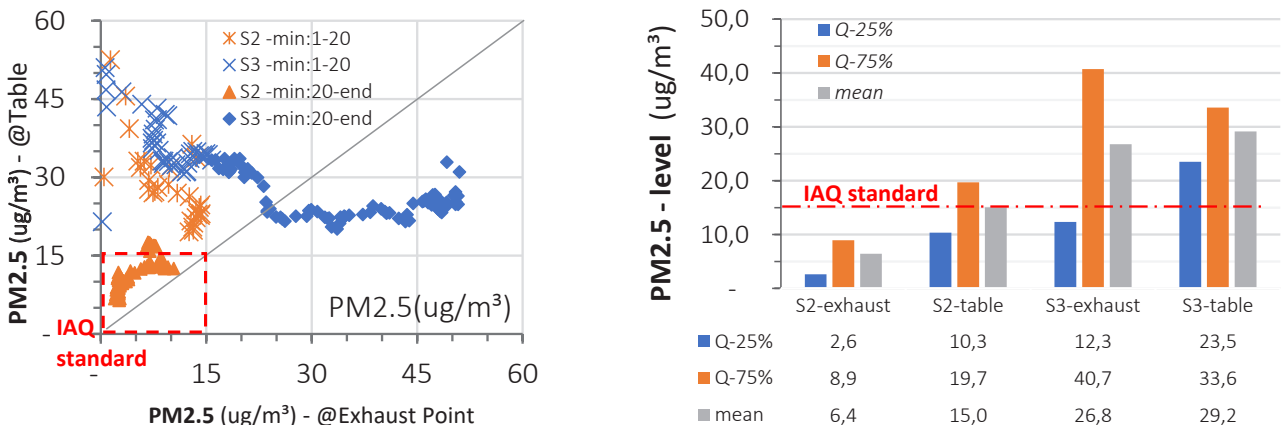 60
45
30
15
-
PM2.5 (ug/m³) - @Table
S2 -min:1-20
S3 -min:1-20
S2 -min:20-end
S3 -min:20-end
PM2.5(ug/m³)
IAQ
standard
- 15 30 45 60
PM2.5 (ug/m³) - @Exhaust Point
50,0
40,0
30,0
20,0
10,0
-
PM2.5 - level (ug/m³)
Q-25%
Q-75%
mean
IAQ standard
S2-exhaust S2-table S3-exhaust S3-table
Q-25% 2,6 10,3 12,3 23,5
Q-75% 8,9 19,7 40,7 33,6
mean 6,4 15,0 26,8 29,2